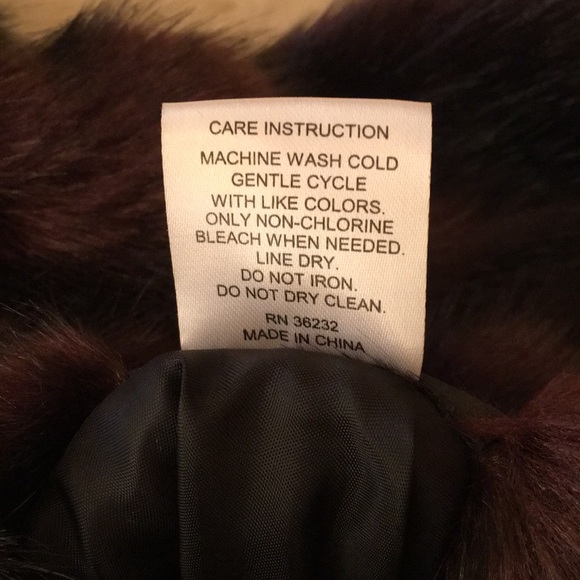 CARE INSTRUCTION
MACHINE WASH COLD
GENTLE CYCLE
WITH LIKE COLORS.
ONLY NON-CHLORINE
BLEACH WHEN NEEDED.
LINE DRY.
DO NOT IRON.
DO NOT DRY CLEAN.
RN 36232
MADE IN CHINA